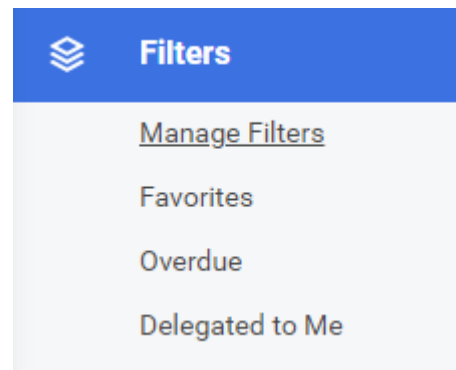 Filters
Manage Filters
Favorites
Overdue
Delegated to Me